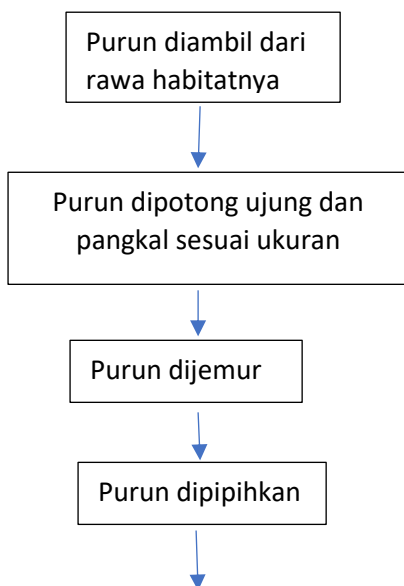 Purun diambil dari
rawa habitatnya
Purun dipotong ujung dan
pangkal sesuai ukuran
Purun dijemur
Purun dipipihkan